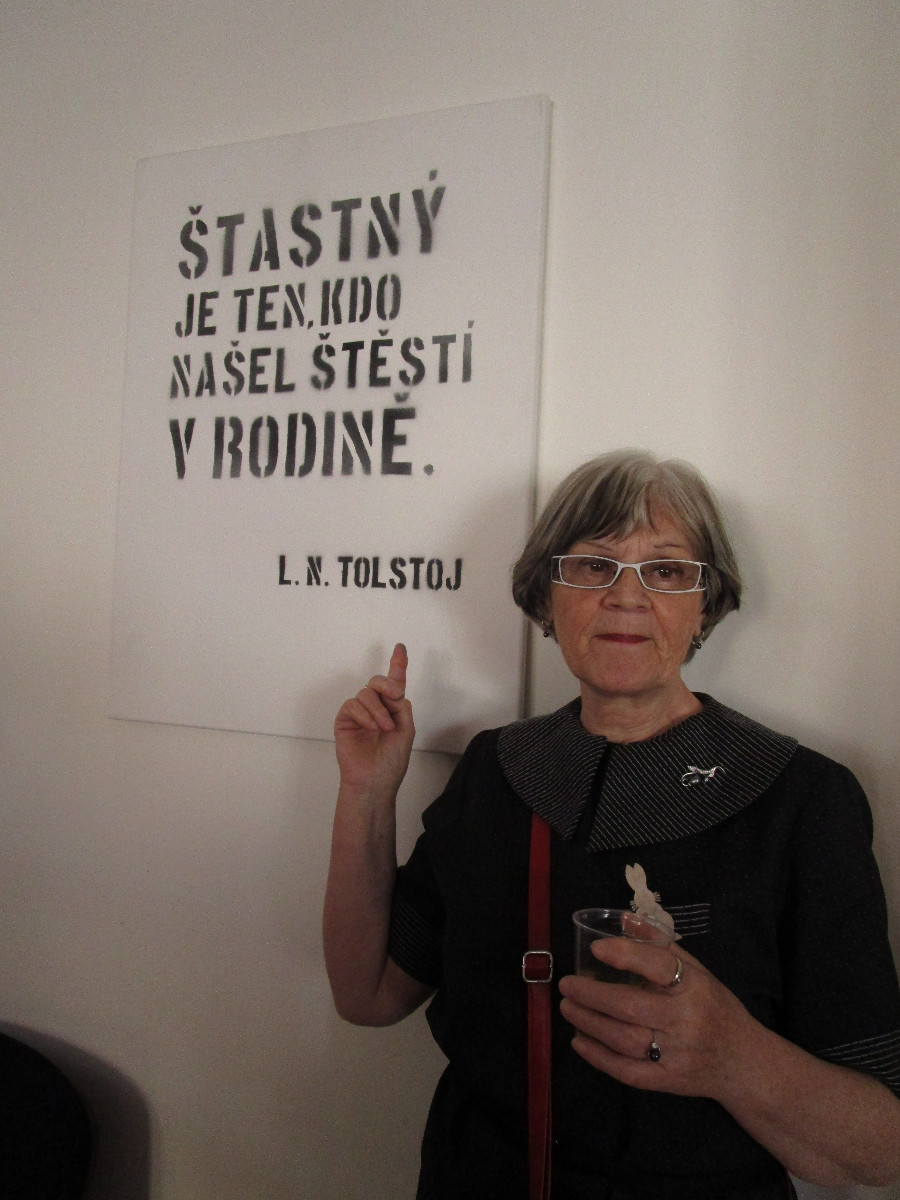 ŠTASTNÝ
JE TEN, KDO
NAŠEL ŠTĚSTÍ
V RODINĚ.
L. N. TOLSTOJ